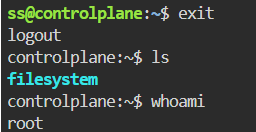 ss@controlplane:~$ exit
logout
controlplane:~$ ls
filesystem
controlplane:~$ whoami
root